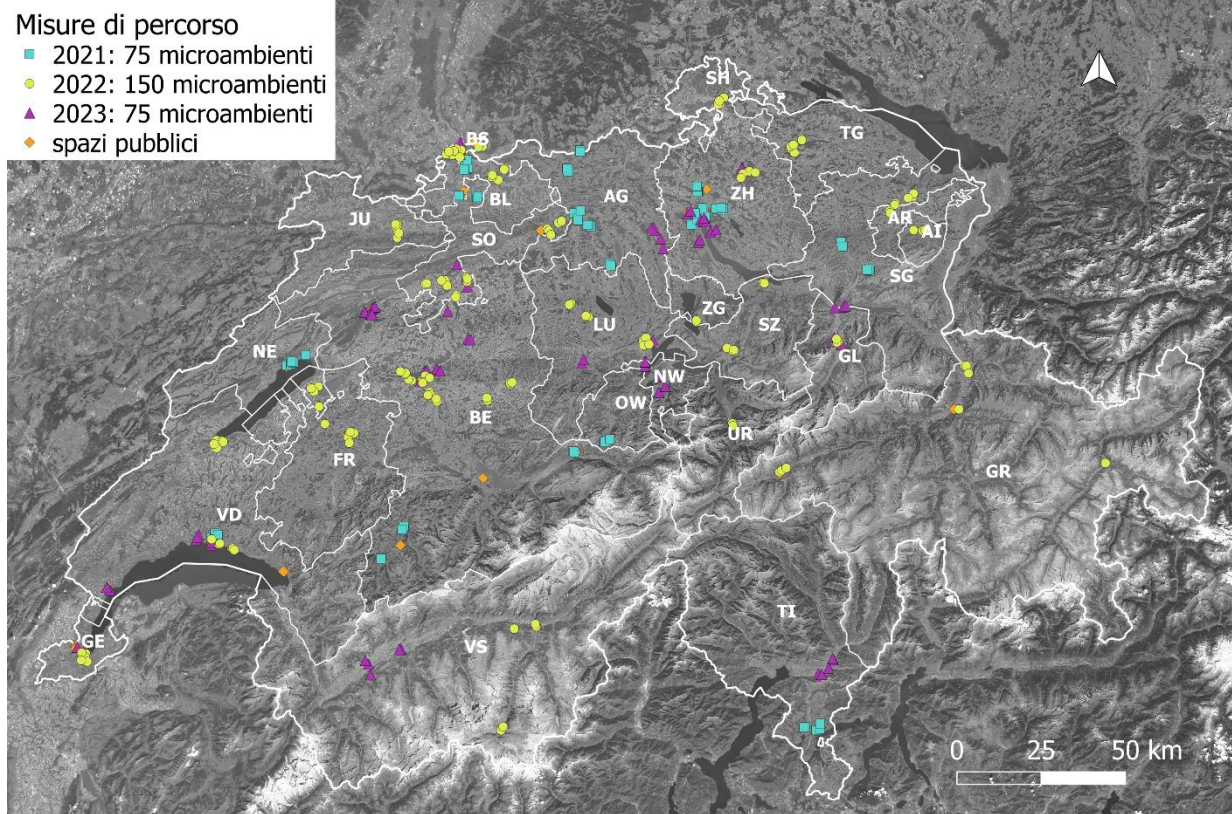 Misure di percorso
2021: 75 microambienti
2022: 150 microambienti
2023: 75 microambienti
spazi pubblici
SH
BS
TG
BL
AG
ZH
JU
AR
AI
SO
SG
ZG
LU
SZ
NE
GL
NW
BE
OW
UR
FR
GR
VD
TI
GE
VS
0 25 50 km